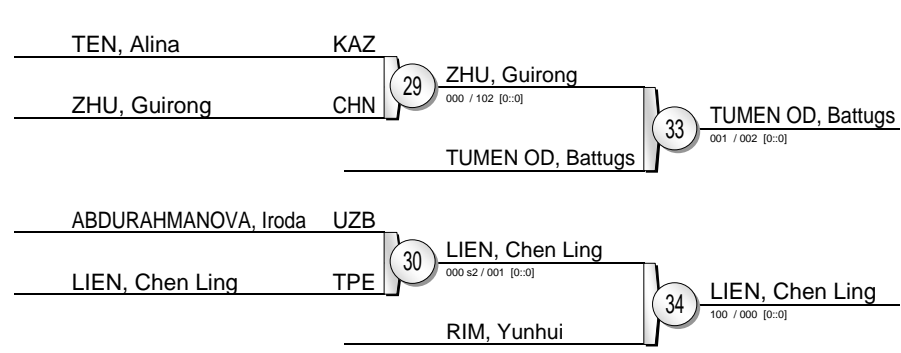 TEN, Alina KAZ
29
ZHU, Guirong
000 / 102 [0::0]
ZHU, Guirong CHN
33
TUMEN OD, Battugs
001 / 002 [0::0]
TUMEN OD, Battugs
ABDURAHMANOVA, Iroda UZB
30
LIEN, Chen Ling
000 s2 / 001 [0::0]
LIEN, Chen Ling TPE
34
LIEN, Chen Ling
100 / 000 [0::0]
RIM, Yunhui